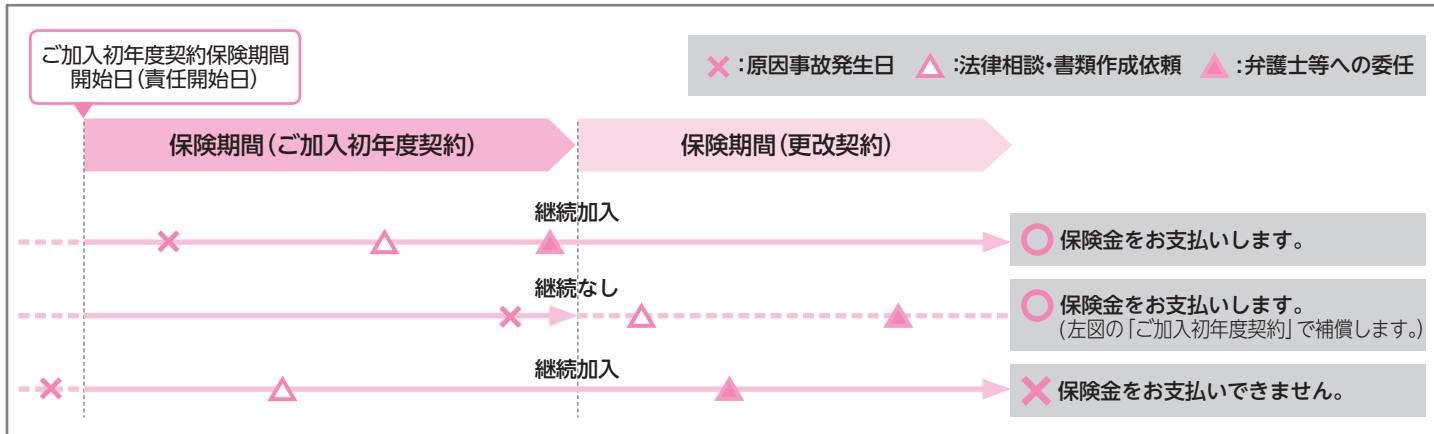 ご加入初年度契約保険期間
開始日(責任開始日)
:原因事故発生日 :法律相談・書類作成依頼 :弁護士等への委任
保険期間(ご加入初年度契約)
保険期間(更改契約)
継続加入
保険金をお支払いします。
継続なし
保険金をお支払いします。
(左図の「ご加入初年度契約」で補償します。)
継続加入
保険金をお支払いできません。